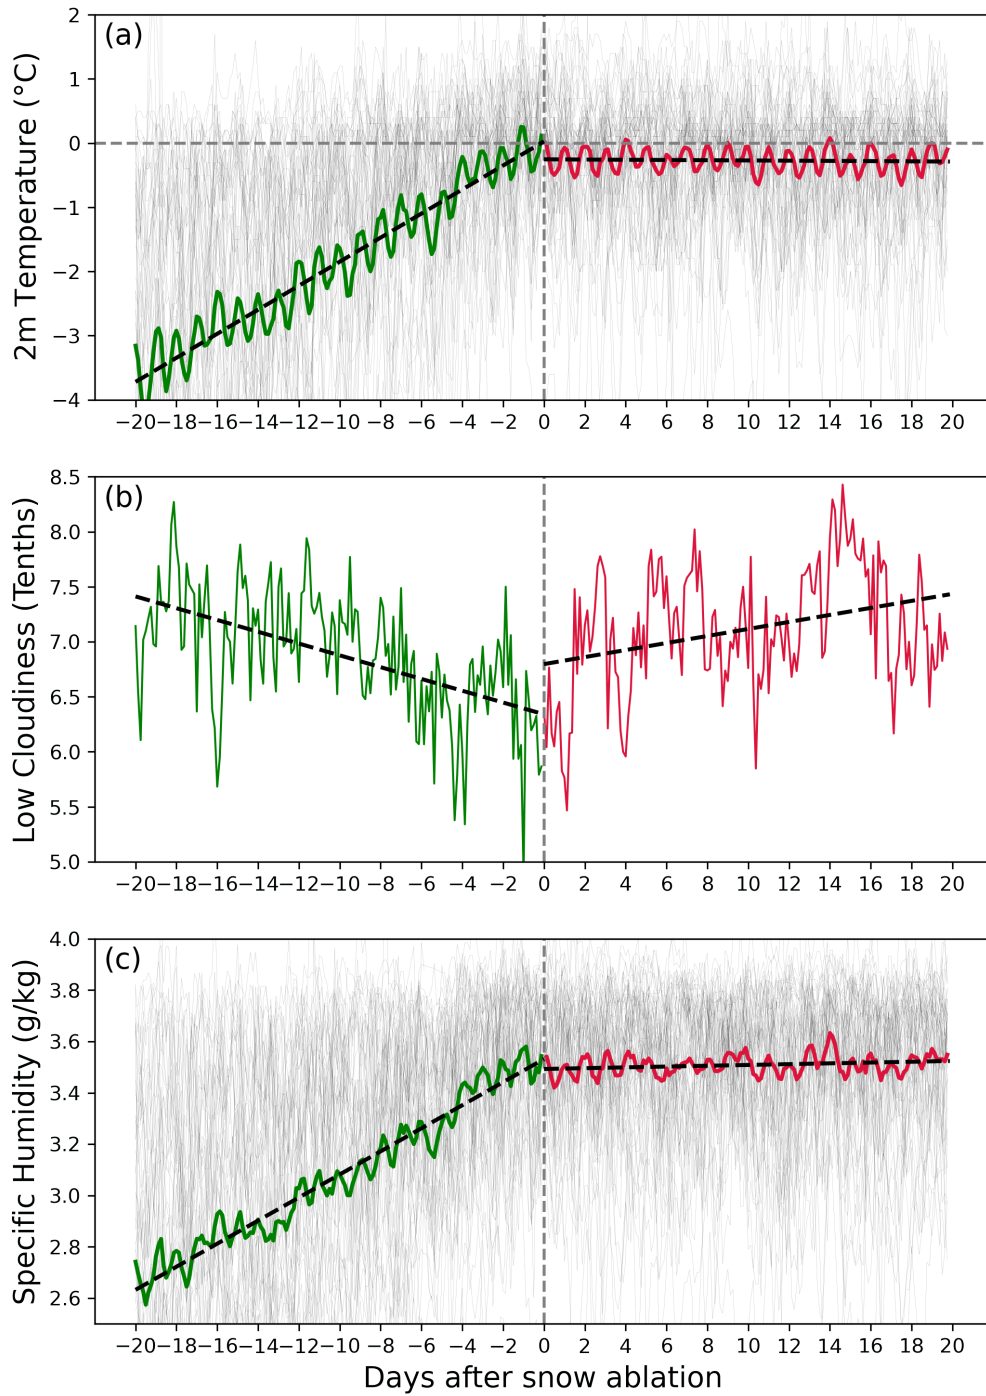 (a)
2m Temperature (°C)
2
1
0
−1
−2
−3
−4
−20 −18 −16 −14 −12 −10 −8 −6 −4 −2 0 2 4 6 8 10 12 14 16 18 20
(b)
Low Cloudiness (Tenths)
8.5
8.0
7.5
7.0
6.5
6.0
5.5
5.0
−20 −18 −16 −14 −12 −10 −8 −6 −4 −2 0 2 4 6 8 10 12 14 16 18 20
(c)
Specific Humidity (g/kg)
4.0
3.8
3.6
3.4
3.2
3.0
2.8
2.6
−20 −18 −16 −14 −12 −10 −8 −6 −4 −2 0 2 4 6 8 10 12 14 16 18 20
Days after snow ablation